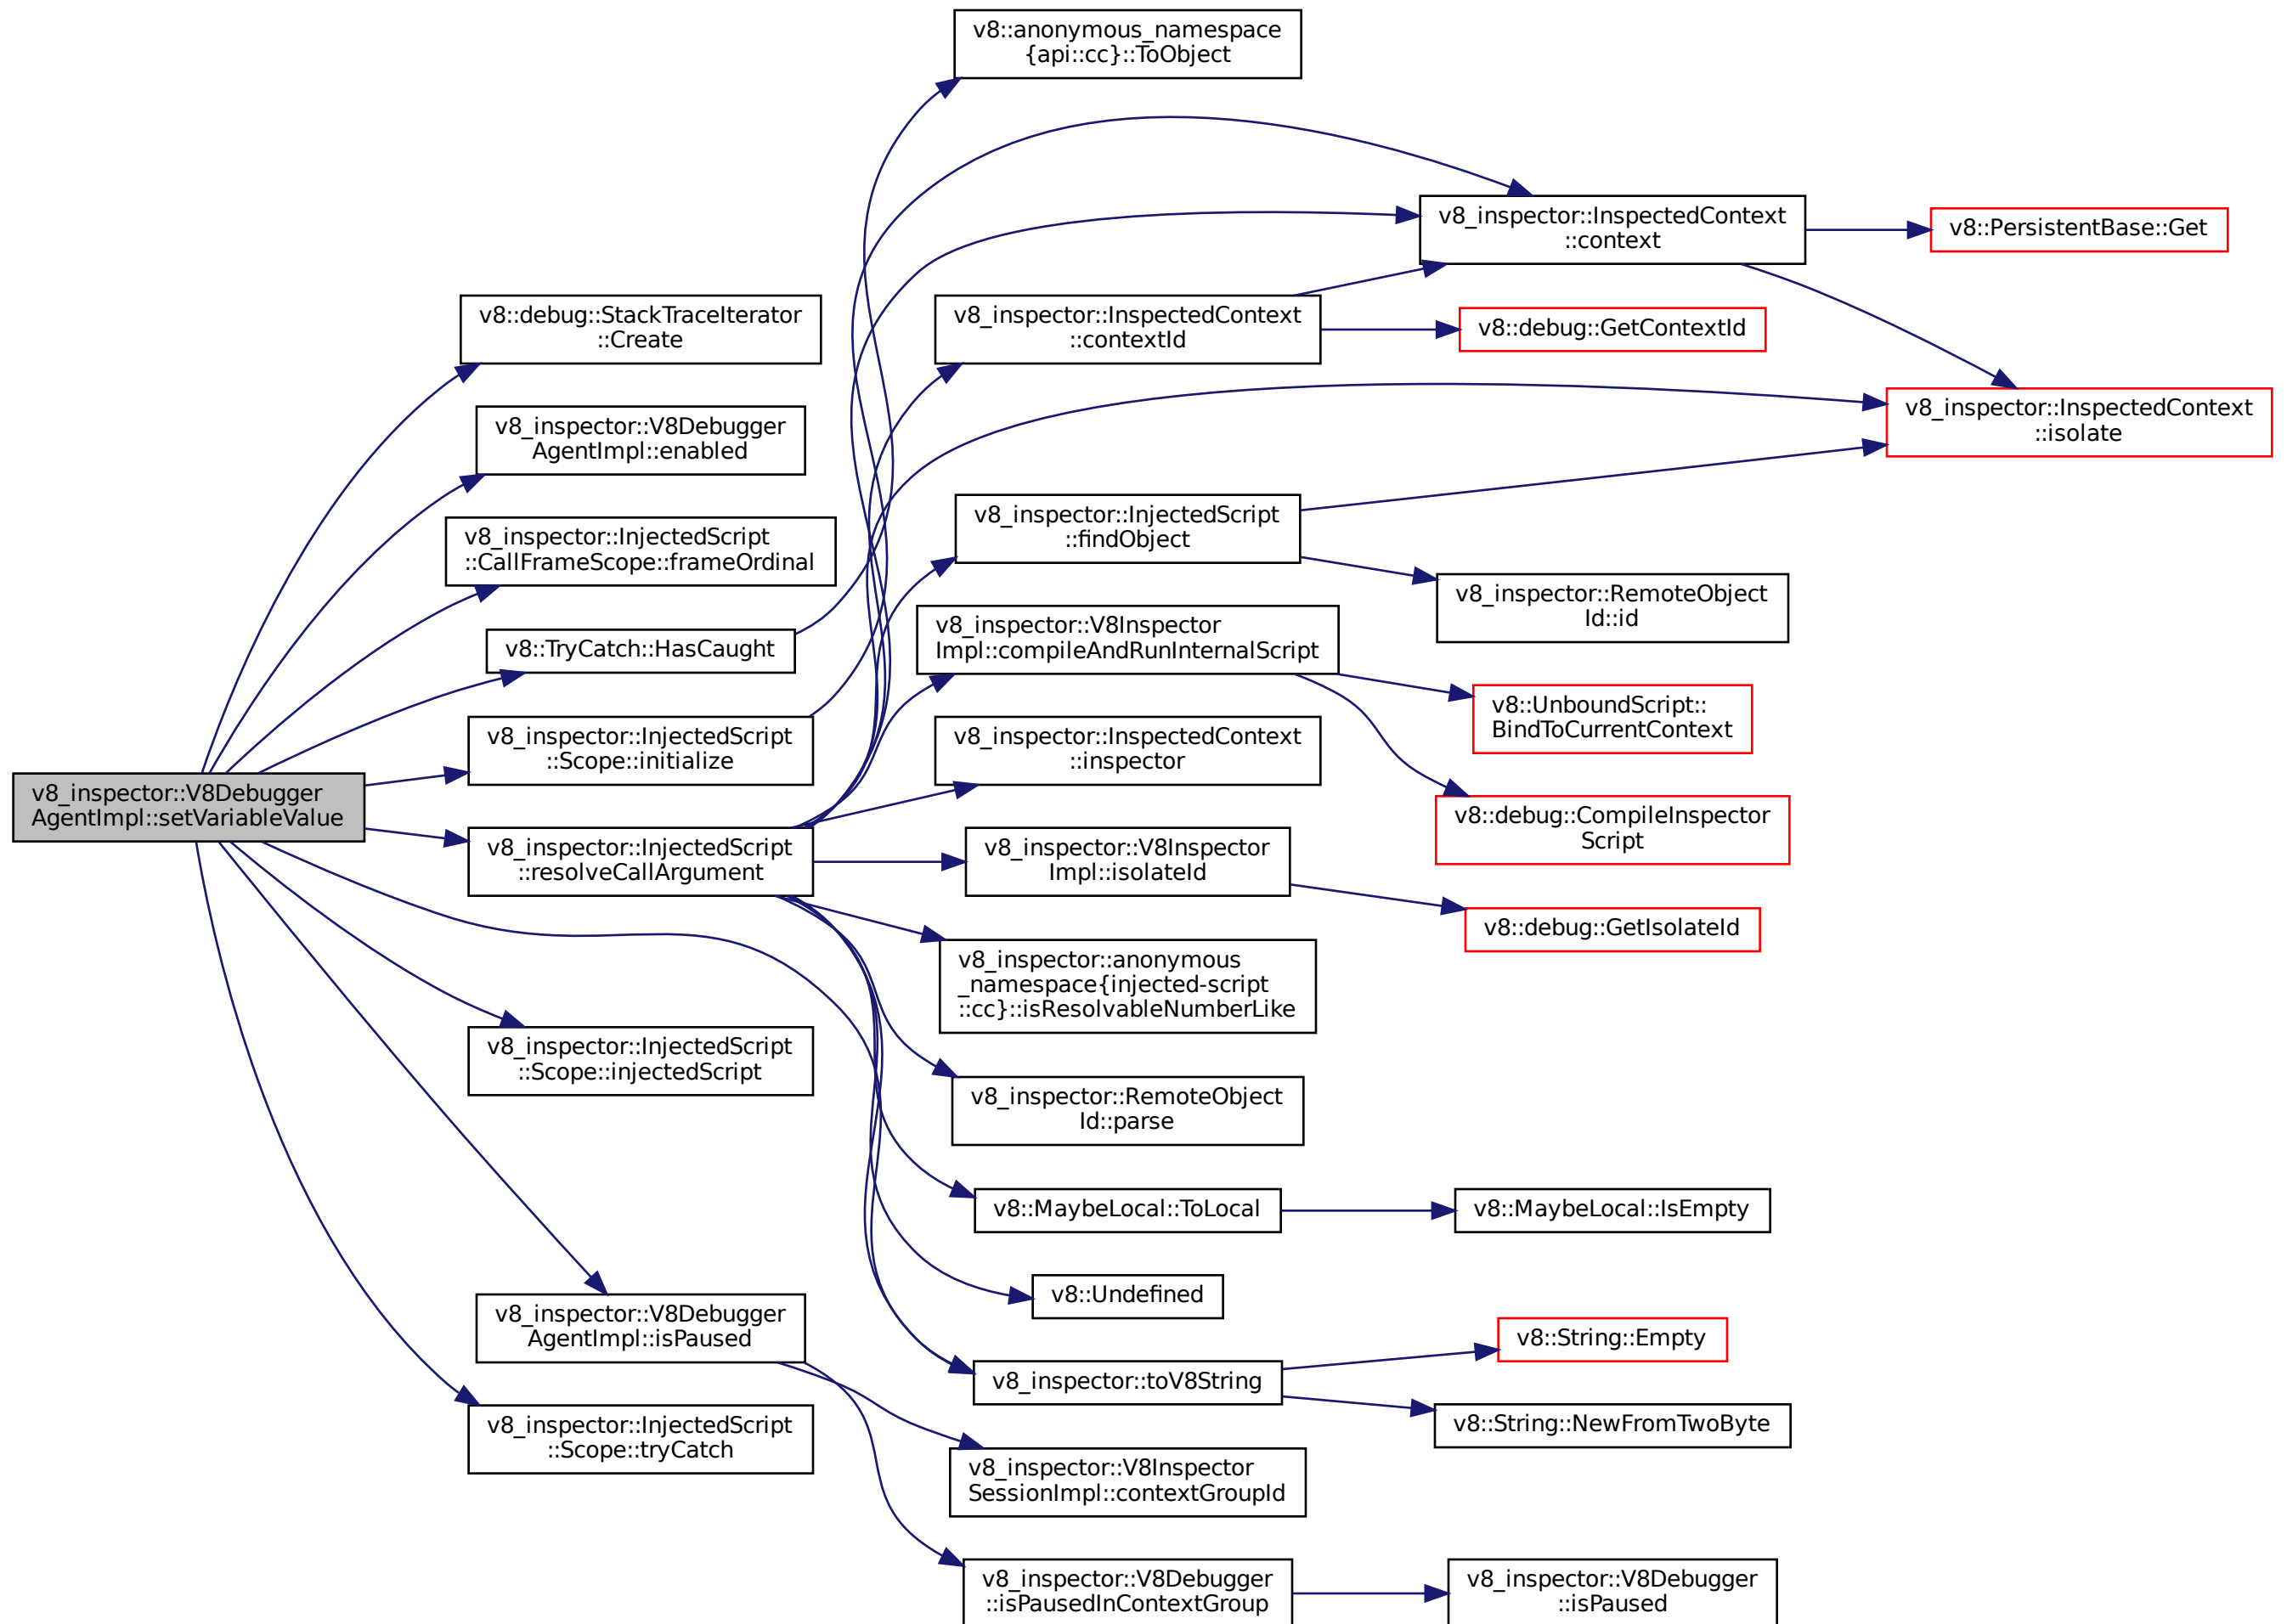 v8::anonymous_namespace
{api::cc}::ToObject
v8_inspector::InspectedContext
::context
v8::PersistentBase::Get
v8::debug::StackTraceIterator
::Create
v8_inspector::InspectedContext
::contextId
v8::debug::GetContextId
v8_inspector::InspectedContext
::isolate
v8_inspector::V8Debugger
AgentImpl::enabled
v8_inspector::InjectedScript
::CallFrameScope::frameOrdinal
v8_inspector::InjectedScript
::findObject
v8_inspector::RemoteObject
Id::id
v8::TryCatch::HasCaught
v8_inspector::V8Inspector
Impl::compileAndRunInternalScript
v8::UnboundScript::
BindToCurrentContext
v8_inspector::InjectedScript
::Scope::initialize
v8_inspector::InspectedContext
::inspector
v8::debug::CompileInspector
Script
v8_inspector::V8Debugger
AgentImpl::setVariableValue
v8_inspector::InjectedScript
::resolveCallArgument
v8_inspector::V8Inspector
Impl::isolateId
v8::debug::GetIsolateId
v8_inspector::anonymous
_namespace{injected-script
::cc}::isResolvableNumberLike
v8_inspector::InjectedScript
::Scope::injectedScript
v8_inspector::RemoteObject
Id::parse
v8::MaybeLocal::ToLocal
v8::MaybeLocal::IsEmpty
v8::Undefined
v8_inspector::V8Debugger
AgentImpl::isPaused
v8_inspector::toV8String
v8::String::Empty
v8::String::NewFromTwoByte
v8_inspector::InjectedScript
::Scope::tryCatch
v8_inspector::V8Inspector
SessionImpl::contextGroupId
v8_inspector::V8Debugger
::isPausedInContextGroup
v8_inspector::V8Debugger
::isPaused